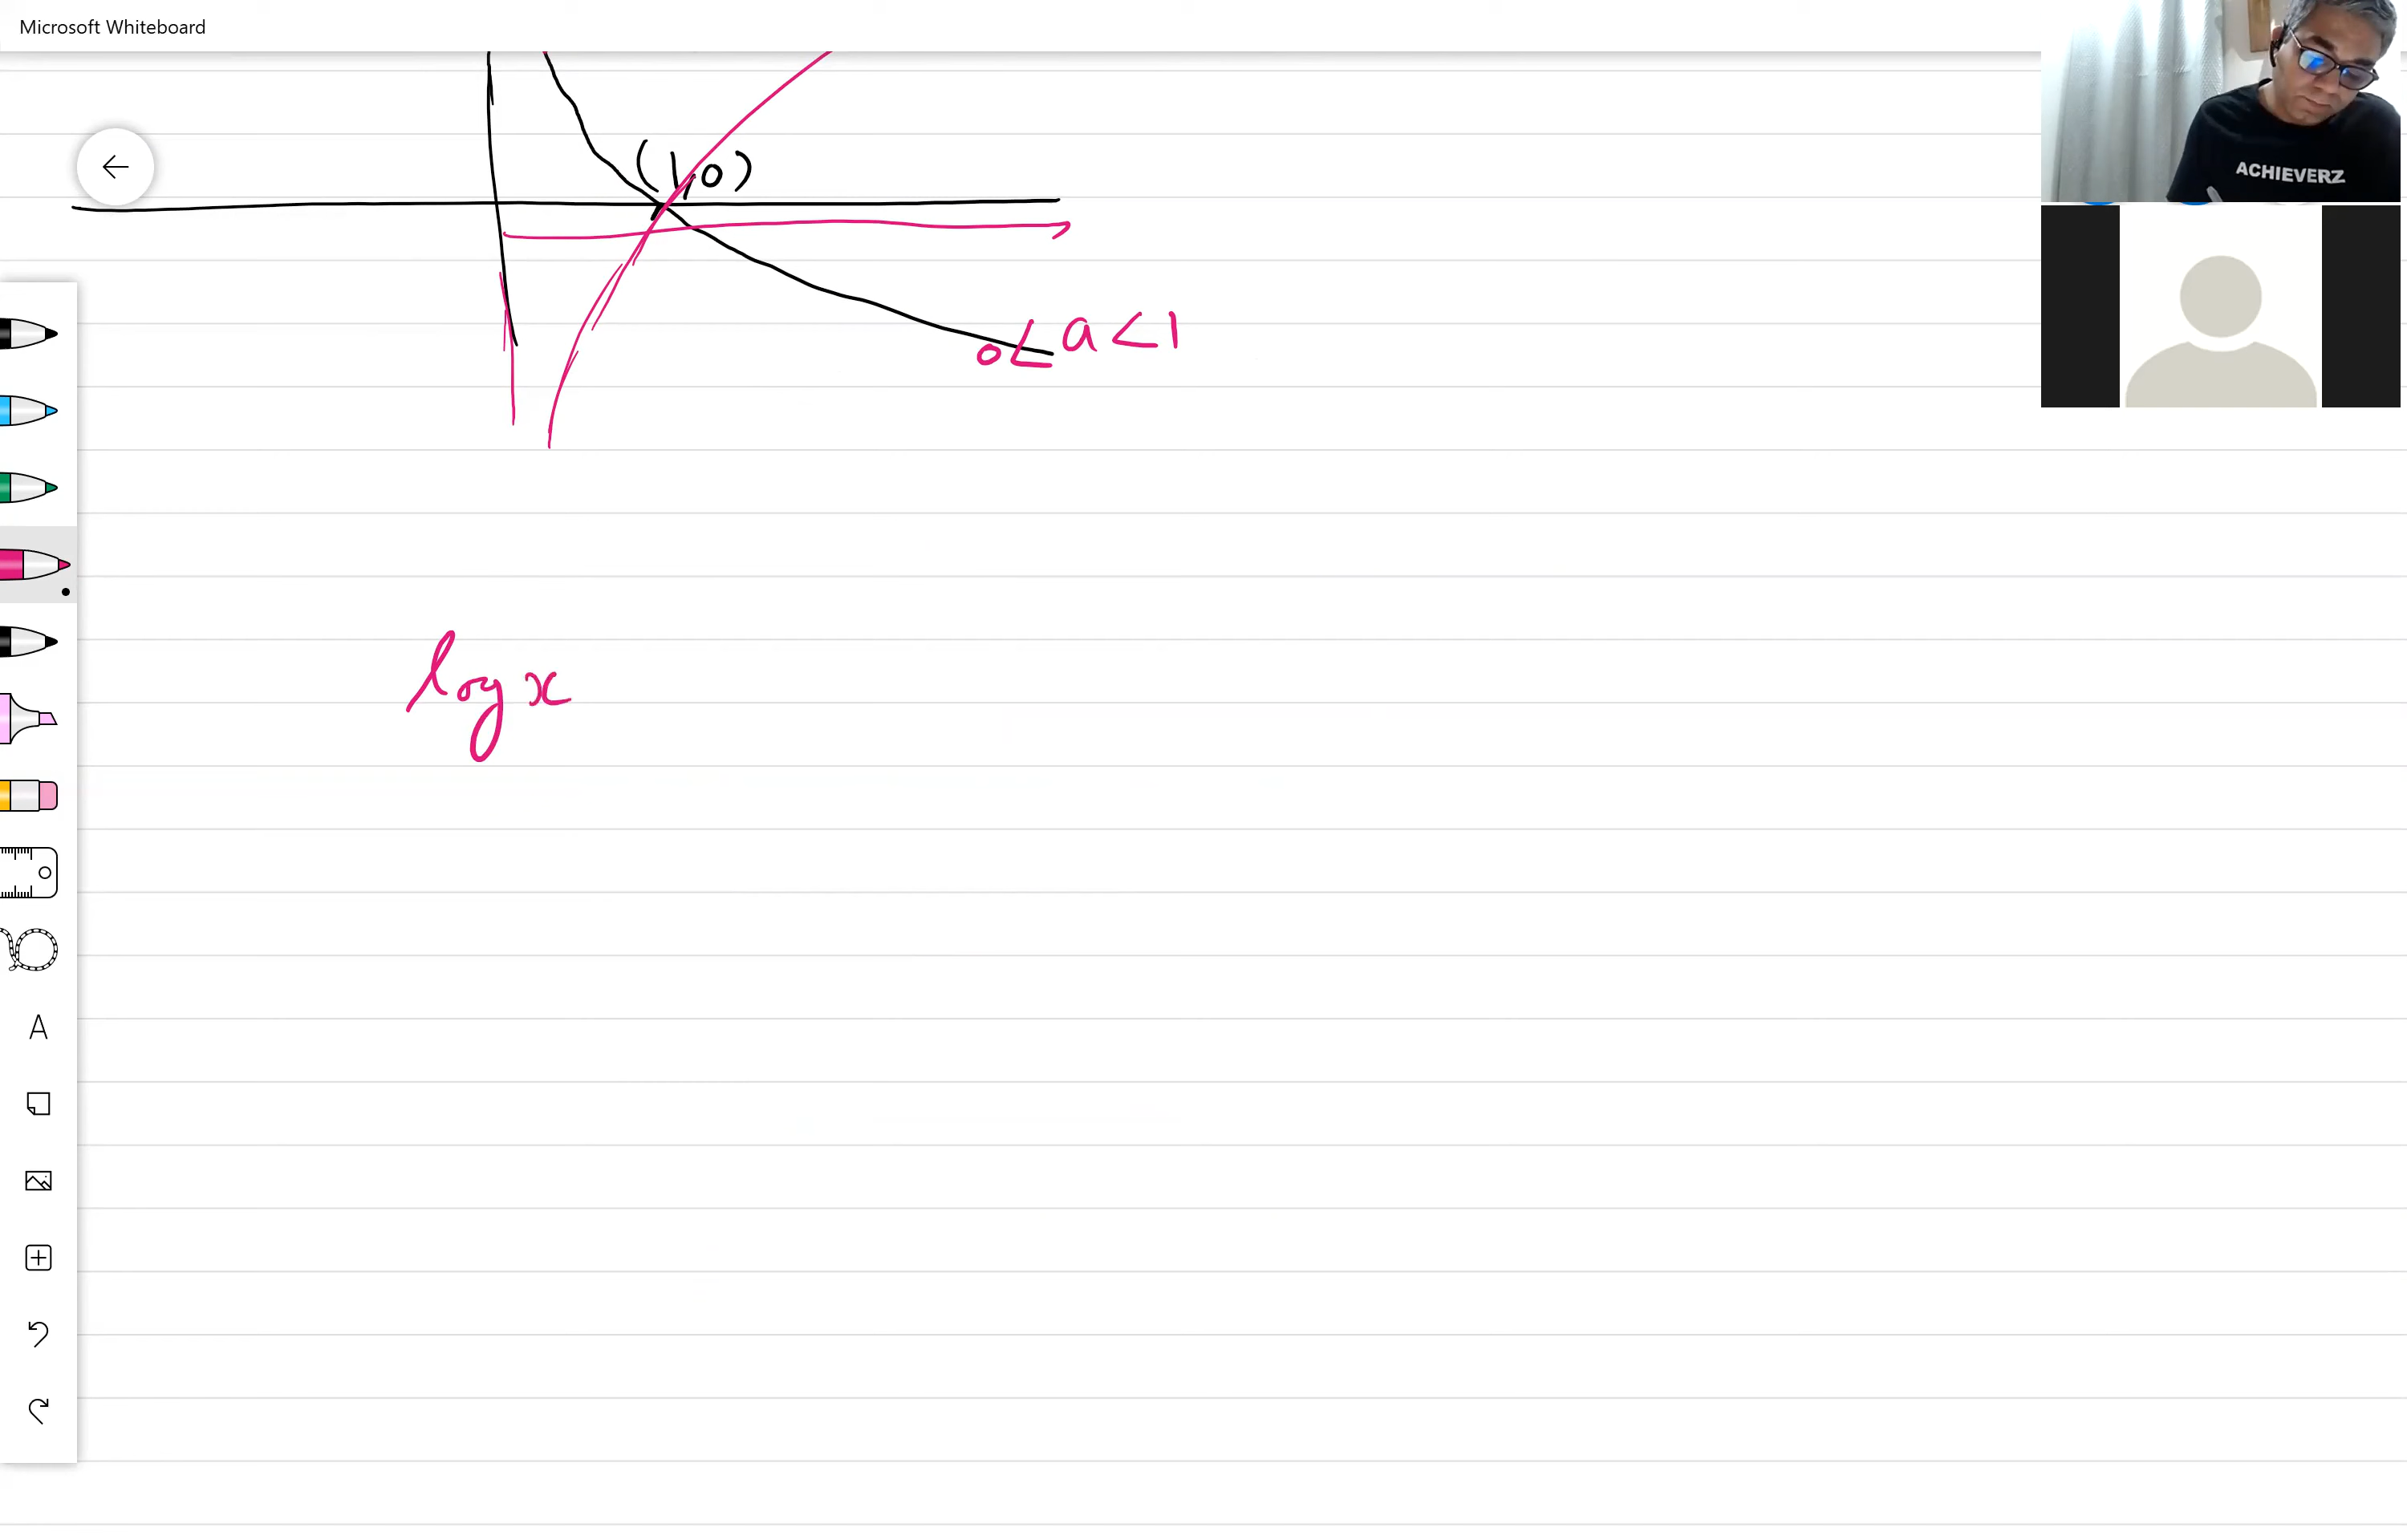 Microsoft Whiteboard
(1,0)
ACHIEVERZ
0<a<1
log x
A